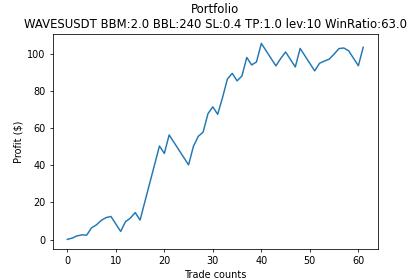 Portfolio
WAVESUSDT BBM:2.0 BBL:240 SL:0.4 TP:1.0 lev:10 WinRatio:63.0
100
80
60
40
20
0
Profit ($)
0 10 20 30 40 50 60
Trade counts